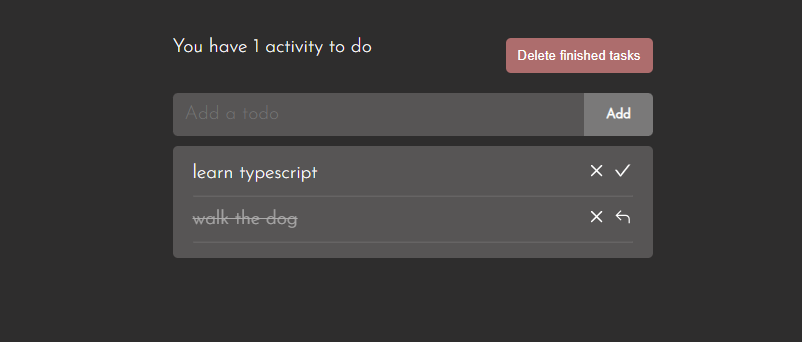 You have 1 activity to do
Delete finished tasks
Add a todo
Add
learn typescript
walk the dog